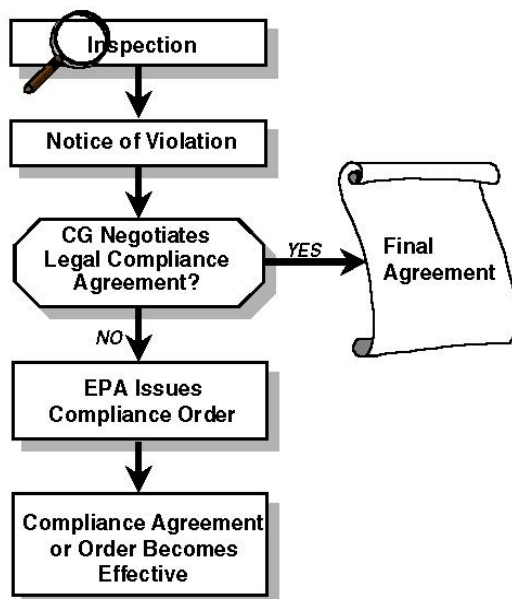 Inspection
Notice of Violation
CG Negotiates
Legal Compliance
Agreement?
YES
Final
Agreement
NO
EPA Issues
Compliance Order
Compliance Agreement
or Order Becomes
Effective